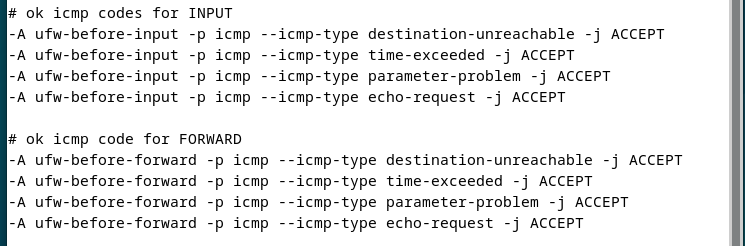 # ok icmp codes for INPUT
-A ufw-before-input -p icmp --icmp-type destination-unreachable -j ACCEPT
-A ufw-before-input -p icmp --icmp-type time-exceeded -j ACCEPT
-A ufw-before-input -p icmp --icmp-type parameter-problem -j ACCEPT
-A ufw-before-input -p icmp --icmp-type echo-request -j ACCEPT

# ok icmp code for FORWARD
-A ufw-before-forward -p icmp --icmp-type destination-unreachable -j ACCEPT
-A ufw-before-forward -p icmp --icmp-type time-exceeded -j ACCEPT
-A ufw-before-forward -p icmp --icmp-type parameter-problem -j ACCEPT
-A ufw-before-forward -p icmp --icmp-type echo-request -j ACCEPT